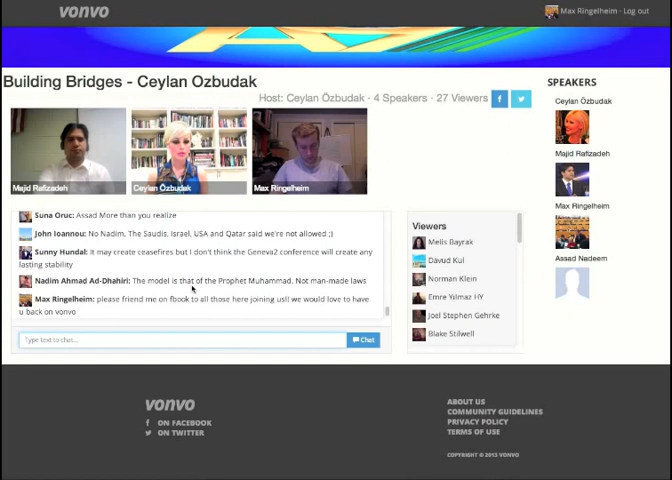 vonvo
Max Ringelheim - Log out
Building Bridges - Ceylan Ozbudak
Host: Ceylan Özbudak · 4 Speakers · 27 Viewers
SPEAKERS
Ceylan Özbudak
Majid Rafizadeh
Max Ringelheim
Assad Nadeem
Majid Rafizadeh
Ceylan Özbudak
Max Ringelheim
Suna Oruc: Assad More than you realize
John Ioannou: No Nadim. The Saudis, Israel, USA and Qatar said we're not allowed ;)
Sunny Hundal: It may create ceasefires but I don't think the Geneva2 conference will create any
lasting stability
Nadim Ahmad Ad-Dhahiri: The model is that of the Prophet Muhammad. Not man-made laws
Max Ringelheim: please friend me on fbook to all those here joining us!! we would love to have
u back on vonvo
Type text to chat...
Chat
Viewers
Melis Bayrak
Davud Kul
Norman Klein
Emre Yılmaz HY
Joel Stephen Gehrke
Blake Stilwell
vonvo
ON FACEBOOK
ON TWITTER
ABOUT US
COMMUNITY GUIDELINES
PRIVACY POLICY
TERMS OF USE
COPYRIGHT © 2013 VONVO